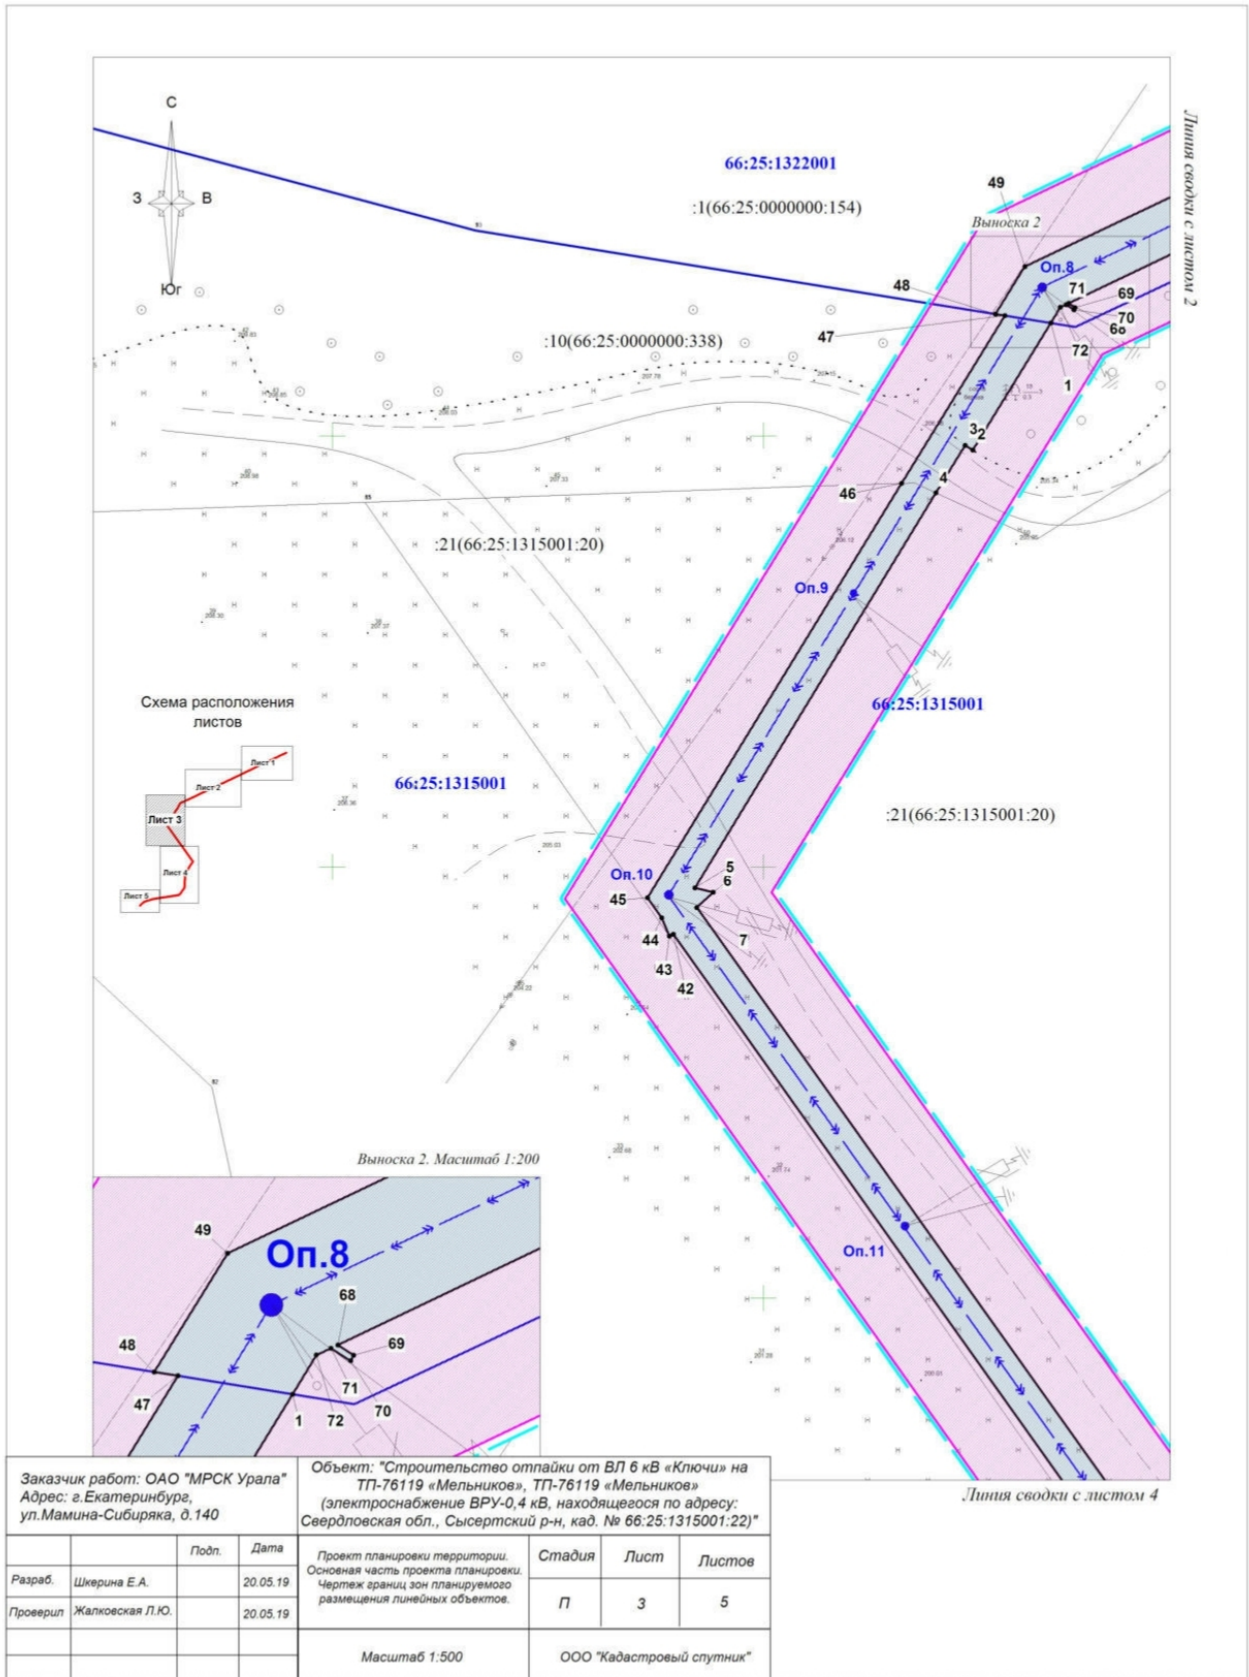 С
З
В
Юг
66:25:1322001
:1(66:25:0000000:154)
49
Выноска 2
Линия сводки с листом 2
Оп.8
48
71
69
70
47
72
1
:10(66:25:0000000:338)
3
2
4
46
:21(66:25:1315001:20)
Оп.9
66:25:1315001
Схема расположения
листов
Лист 1
Лист 2
Лист 3
Лист 4
Лист 5
66:25:1315001
:21(66:25:1315001:20)
Оп.10
5
6
45
44
7
43
42
Выноска 2. Масштаб 1:200
49
Оп.8
68
48
69
47
71
1
72
70
Оп.11
Линия сводки с листом 4
Заказчик работ: ОАО "МРСК Урала"
Адрес: г.Екатеринбург,
ул.Мамина-Сибиряка, д.140
Объект: "Строительство отпайки от ВЛ 6 кВ «Ключи» на
ТП-76119 «Мельников», ТП-76119 «Мельников»
(электроснабжение ВРУ-0,4 кВ, находящегося по адресу:
Свердловская обл., Сысертский р-н, кад. № 66:25:1315001:22)"
Подп.
Дата
Разраб.
Шкерина Е.А.
20.05.19
Проверил
Жалковская Л.Ю.
20.05.19
Проект планировки территории.
Основная часть проекта планировки.
Чертеж границ зон планируемого
размещения линейных объектов.
Стадия
Лист
Листов
П
3
5
Масштаб 1:500
ООО "Кадастровый спутник"